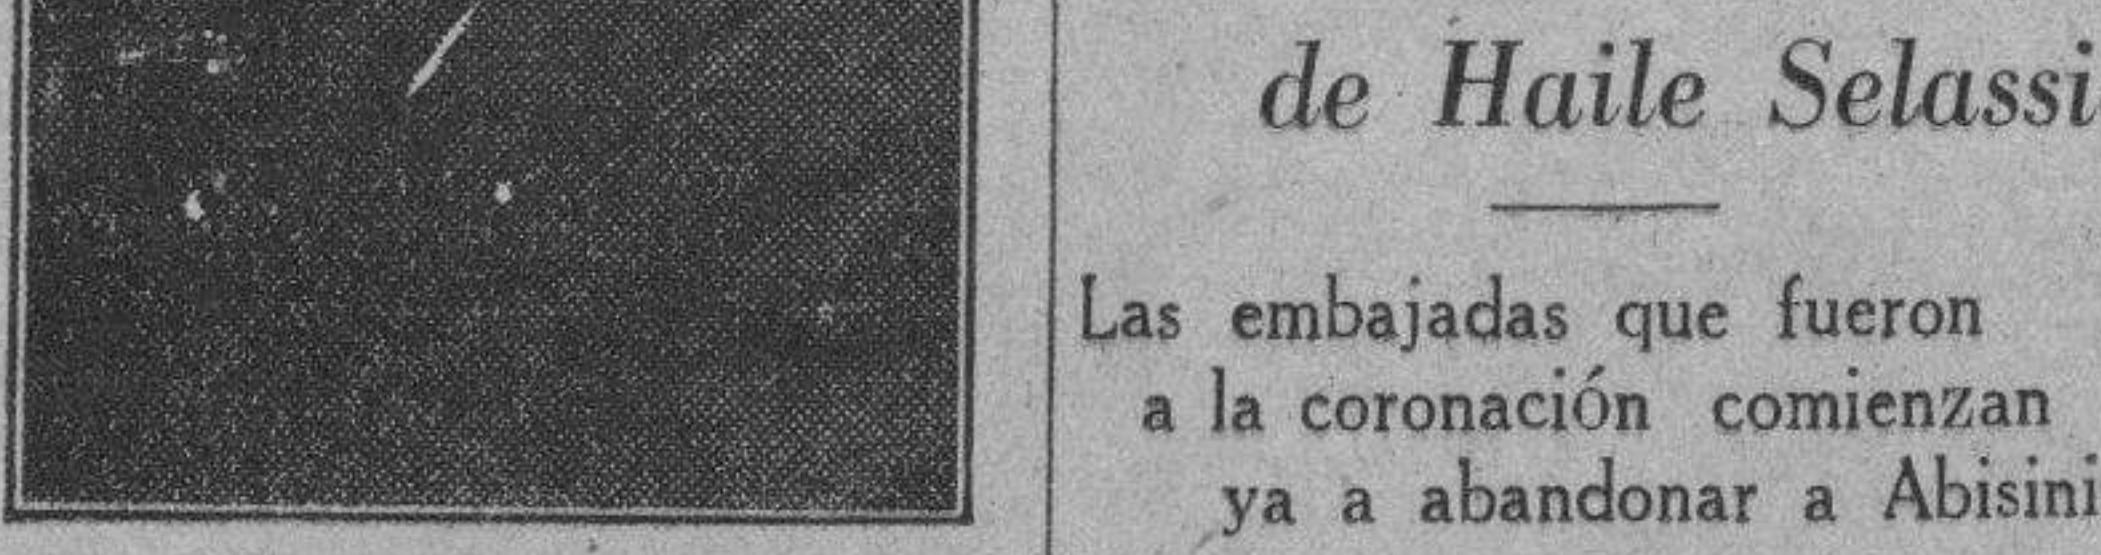 de Haile Selassi
Las embajadas que fueron
a la coronación comienzan
ya a abandonar a Abisini